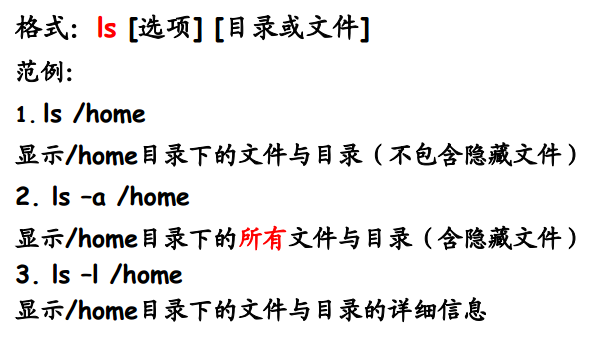 格式：ls [选项] [目录或文件]
范例：
1. ls /home
显示/home目录下的文件与目录（不包含隐藏文件）
2. ls –a /home
显示/home目录下的所有文件与目录（含隐藏文件）
3. ls –l /home
显示/home目录下的文件与目录的详细信息